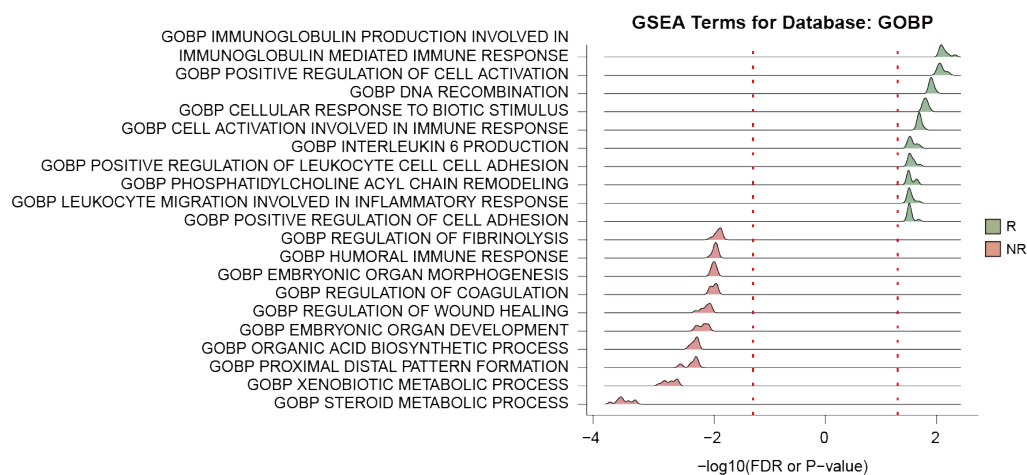 GSEA Terms for Database: GOBP
GOBP IMMUNOGLOBULIN PRODUCTION INVOLVED IN
IMMUNOGLOBULIN MEDIATED IMMUNE RESPONSE
GOBP POSITIVE REGULATION OF CELL ACTIVATION
GOBP DNA RECOMBINATION
GOBP CELLULAR RESPONSE TO BIOTIC STIMULUS
GOBP CELL ACTIVATION INVOLVED IN IMMUNE RESPONSE
GOBP INTERLEUKIN 6 PRODUCTION
GOBP POSITIVE REGULATION OF LEUKOCYTE CELL CELL ADHESION
GOBP PHOSPHATIDYLCHOLINE ACYL CHAIN REMODELING
GOBP LEUKOCYTE MIGRATION INVOLVED IN INFLAMMATORY RESPONSE
GOBP POSITIVE REGULATION OF CELL ADHESION
GOBP REGULATION OF FIBRINOLYSIS
GOBP HUMORAL IMMUNE RESPONSE
GOBP EMBRYONIC ORGAN MORPHOGENESIS
GOBP REGULATION OF COAGULATION
GOBP REGULATION OF WOUND HEALING
GOBP EMBRYONIC ORGAN DEVELOPMENT
GOBP ORGANIC ACID BIOSYNTHETIC PROCESS
GOBP PROXIMAL DISTAL PATTERN FORMATION
GOBP XENOBIOTIC METABOLIC PROCESS
GOBP STEROID METABOLIC PROCESS
R
NR
−4 −2 0 2
−log10(FDR or P−value)